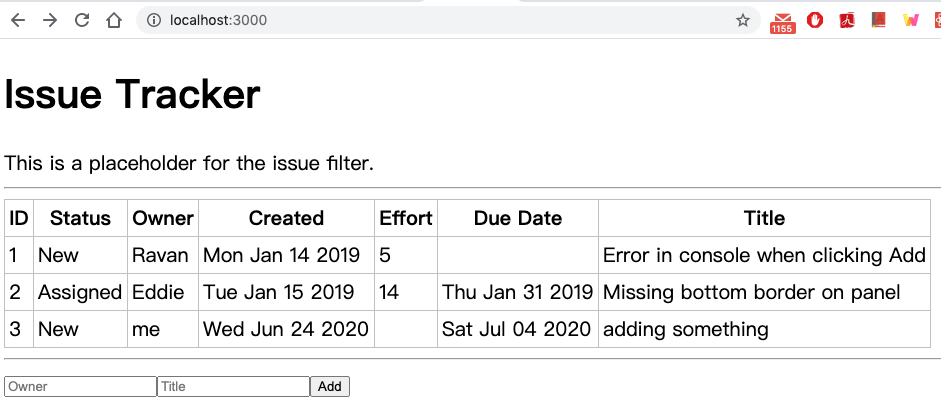 localhost:3000
1155
Issue Tracker
This is a placeholder for the issue filter.
ID Status Owner Created Effort Due Date Title
1 New Ravan Mon Jan 14 2019 5 Error in console when clicking Add
2 Assigned Eddie Tue Jan 15 2019 14 Thu Jan 31 2019 Missing bottom border on panel
3 New me Wed Jun 24 2020 Sat Jul 04 2020 adding something
Owner Title Add